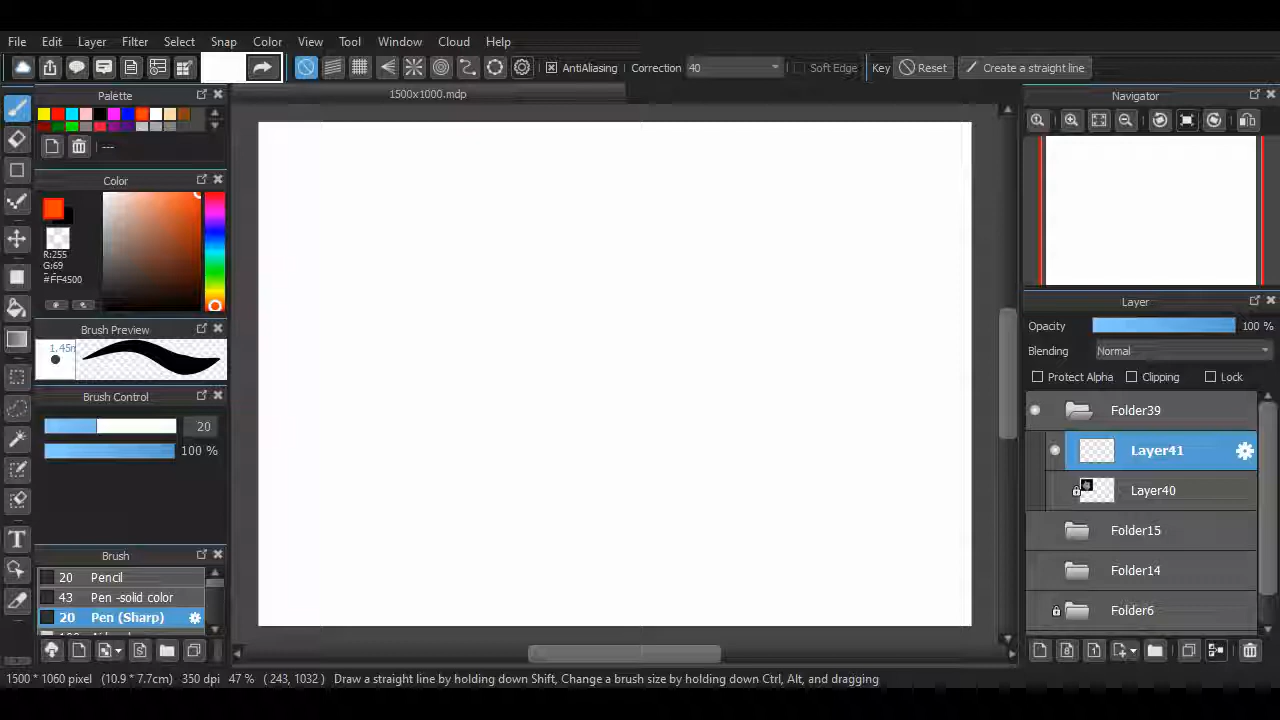 File Edit Layer Filter Select Snap Color View Tool Window Cloud Help
AntiAliasing Correction 40 Soft Edge Key Reset Create a straight line
Palette
1500x1000.mdp
Navigator
---
Color
R:255
G:69
#FF4500
Brush Preview
Brush Control
20
100 %
Brush
20 Pencil
43 Pen -solid color
20 Pen (Sharp)
Layer
Opacity 100 %
Blending Normal
Protect Alpha Clipping Lock
Folder39
Layer41
Layer40
Folder15
Folder14
Folder6
1500 * 1060 pixel (10.9 * 7.7cm) 350 dpi 47 % ( 243, 1032 ) Draw a straight line by holding down Shift, Change a brush size by holding down Ctrl, Alt, and dragging